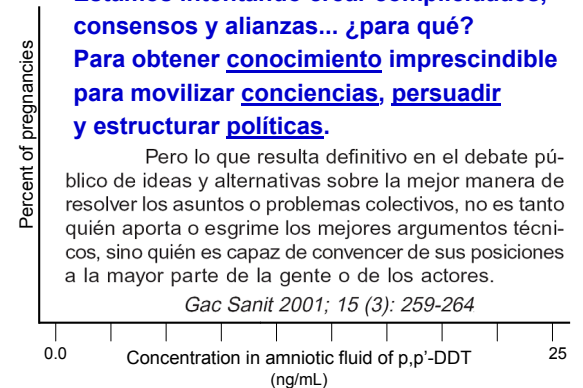 Estamos intentando crear complicidades,
consensos y alianzas... ¿para qué?
Para obtener conocimiento imprescindible
para movilizar conciencias, persuadir
y estructurar políticas.
Pero lo que resulta definitivo en el debate pú-
blico de ideas y alternativas sobre la mejor manera de
resolver los asuntos o problemas colectivos, no es tanto
quién aporta o esgrime los mejores argumentos técni-
cos, sino quién es capaz de convencer de sus posiciones
a la mayor parte de la gente o de los actores.
Gac Sanit 2001; 15 (3): 259-264
Percent of pregnancies
0.0
25
Concentration in amniotic fluid of p,p'-DDT
(ng/mL)